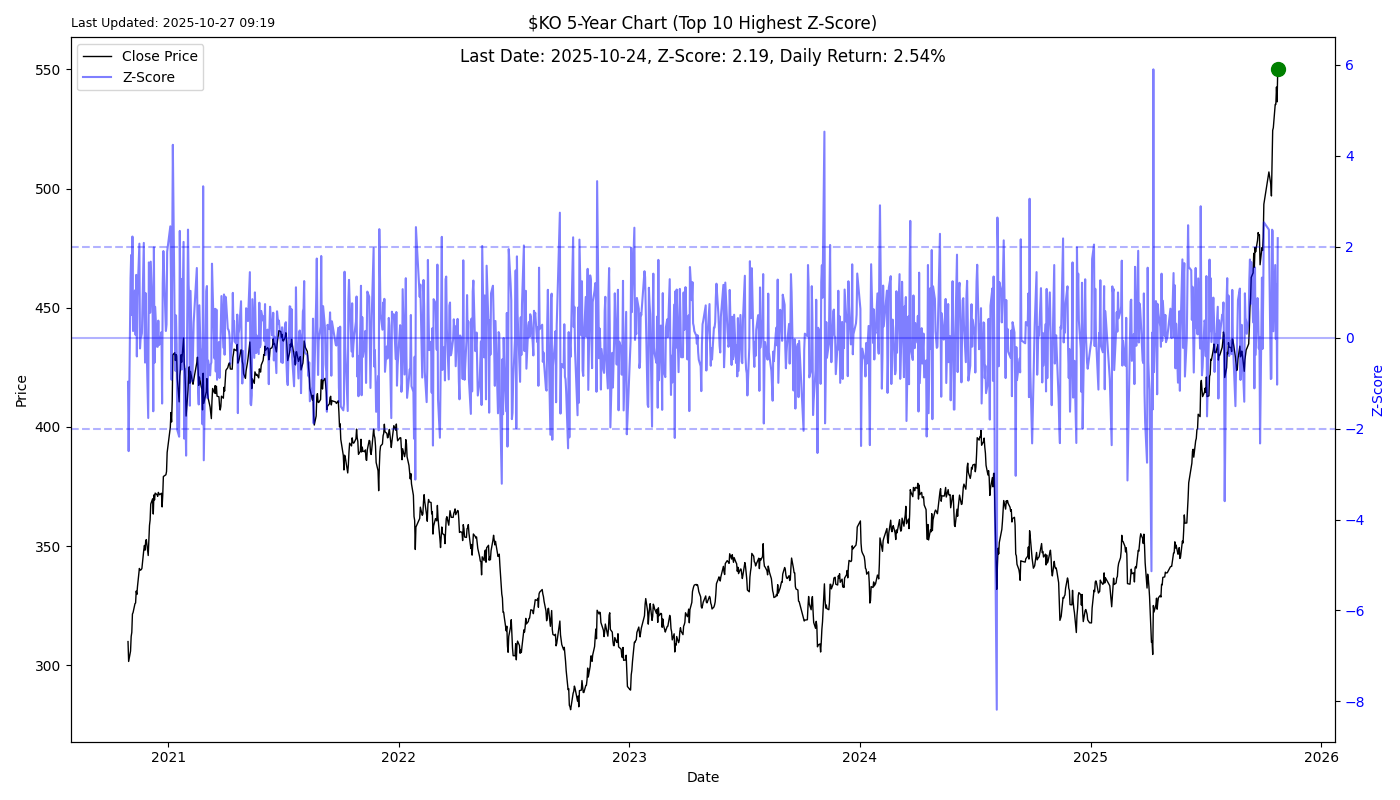 Last Updated: 2025-10-27 09:19
$KO 5-Year Chart (Top 10 Highest Z-Score)
Last Date: 2025-10-24, Z-Score: 2.19, Daily Return: 2.54%
Close Price
Z-Score
550
500
450
400
350
300
Price
6
4
2
0
−2
−4
−6
−8
Z-Score
2021
2022
2023
2024
2025
2026
Date